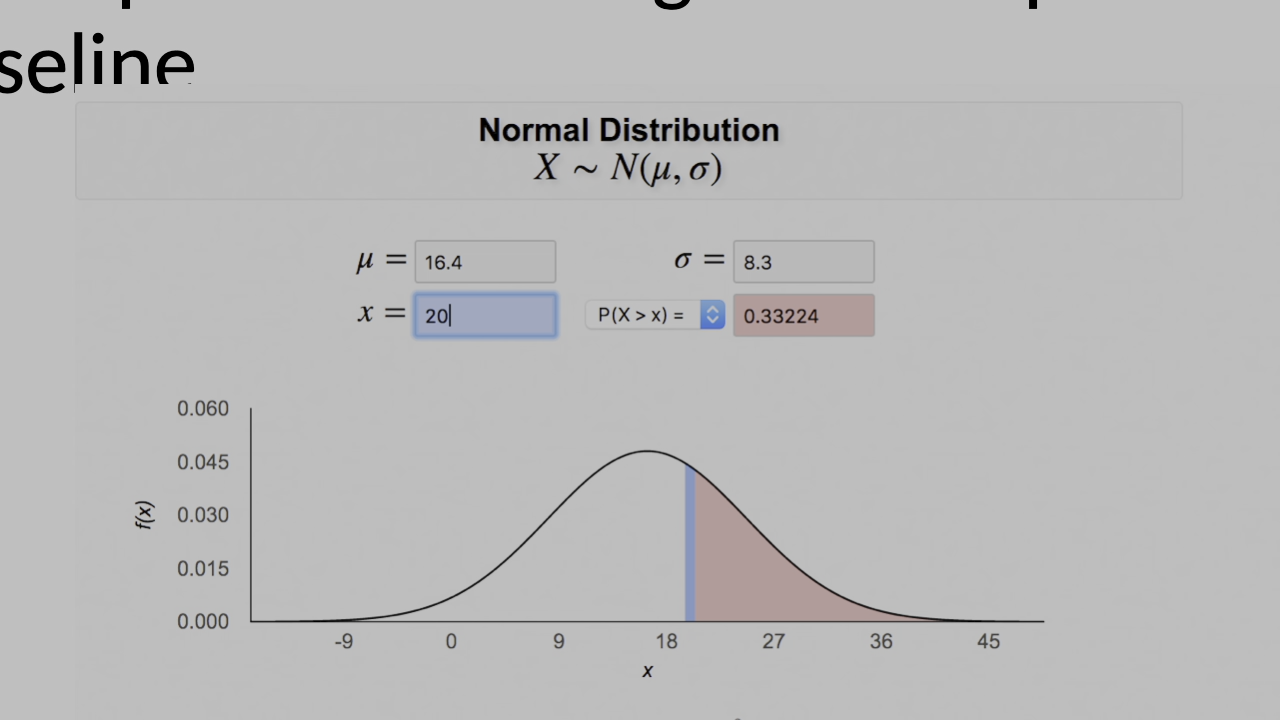 seline
Normal Distribution
X ~ N(μ, σ)
μ = 16.4 σ = 8.3
x = 20 P(X > x) = 0.33224
0.060
0.045
0.030
0.015
0.000
f(x)
-9 0 9 18 27 36 45
x